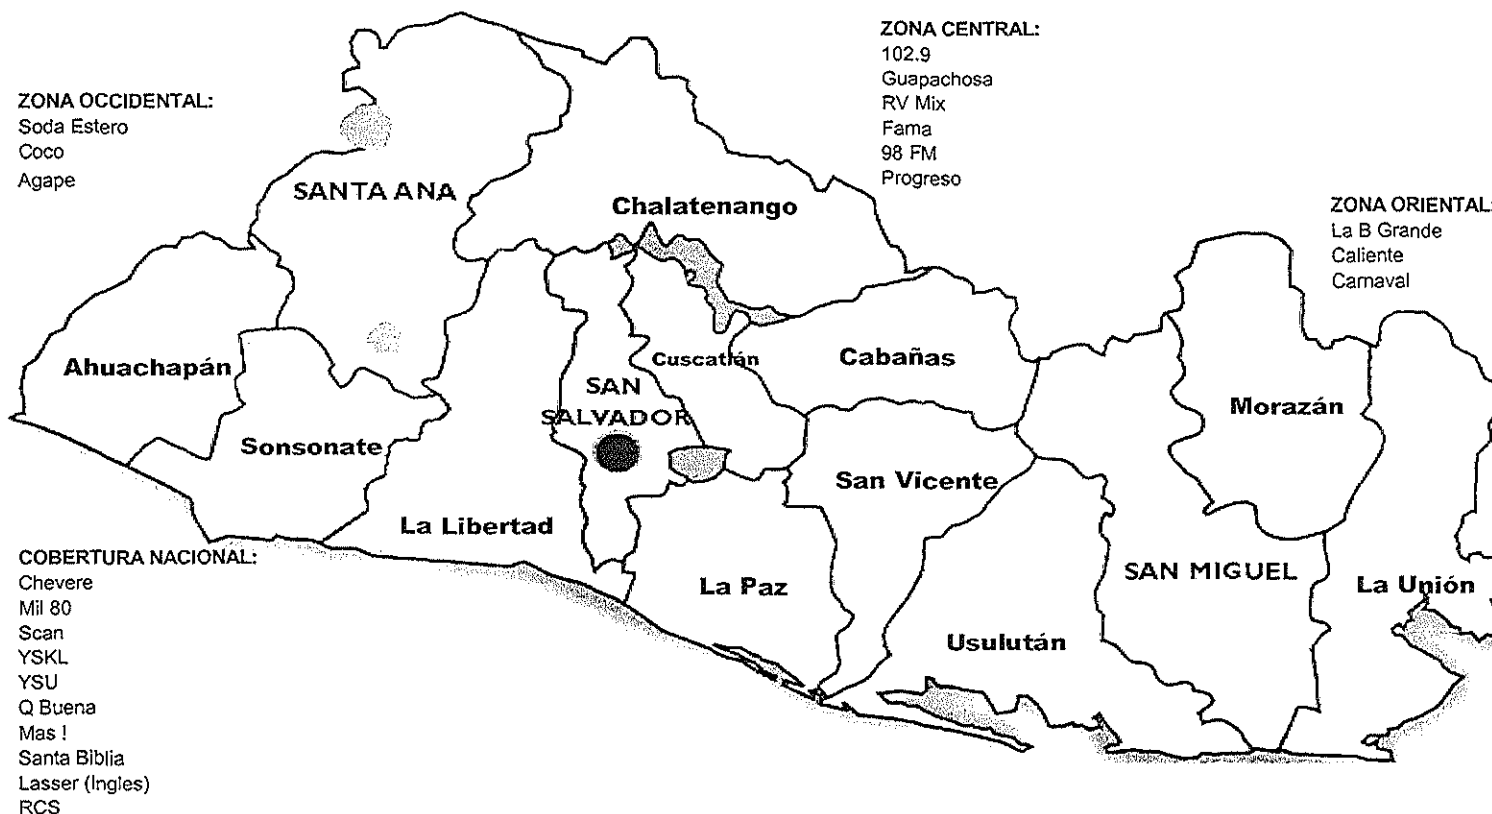 ZONA CENTRAL:
102.9
Guapachosa
RV Mix
Fama
98 FM
Progreso
ZONA OCCIDENTAL:
Soda Estero
Coco
Agape
ZONA ORIENTAL:
La B Grande
Caliente
Carnaval
SANTA ANA
Chalatenango
Ahuachapán
Cuscatlán
Cabañas
SAN
SALVADOR
Morazán
Sonsonate
San Vicente
La Libertad
La Paz
SAN MIGUEL
La Unión
Usulután
COBERTURA NACIONAL:
Chevere
Mil 80
Scan
YSKL
YSU
Q Buena
Mas !
Santa Biblia
Lasser (Ingles)
RCS